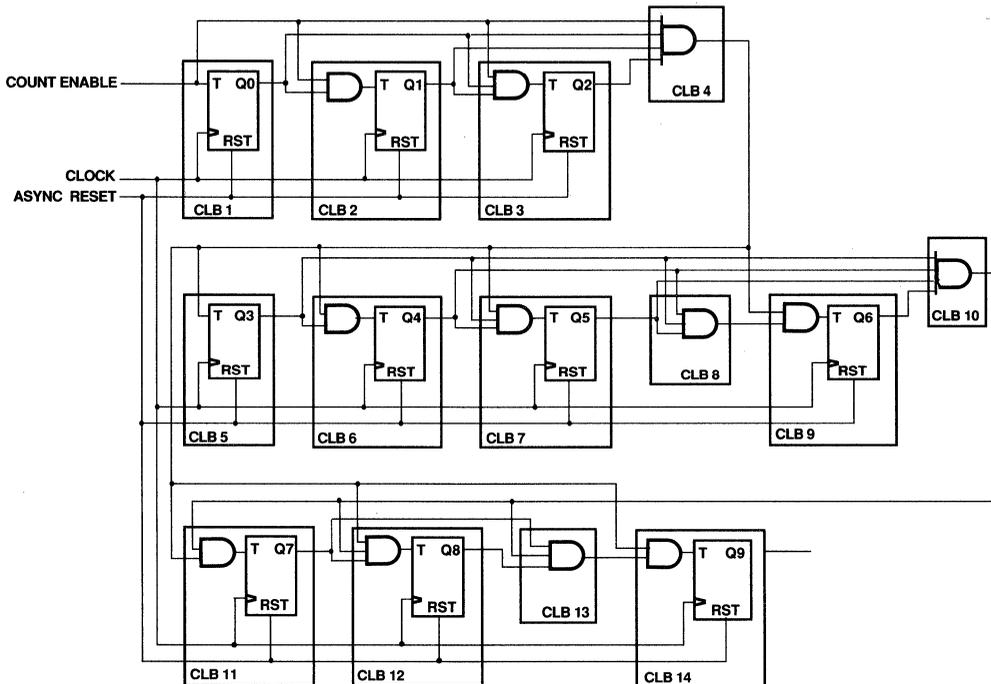 CLB 4
COUNT ENABLE
T Q0
RST
CLB 1
T Q1
RST
CLB 2
T Q2
RST
CLB 3
CLOCK
ASYNC RESET
T Q3
RST
CLB 5
T Q4
RST
CLB 6
T Q5
RST
CLB 7
CLB 8
T Q6
RST
CLB 9
CLB 10
T Q7
RST
CLB 11
T Q8
RST
CLB 12
CLB 13
T Q9
RST
CLB 14